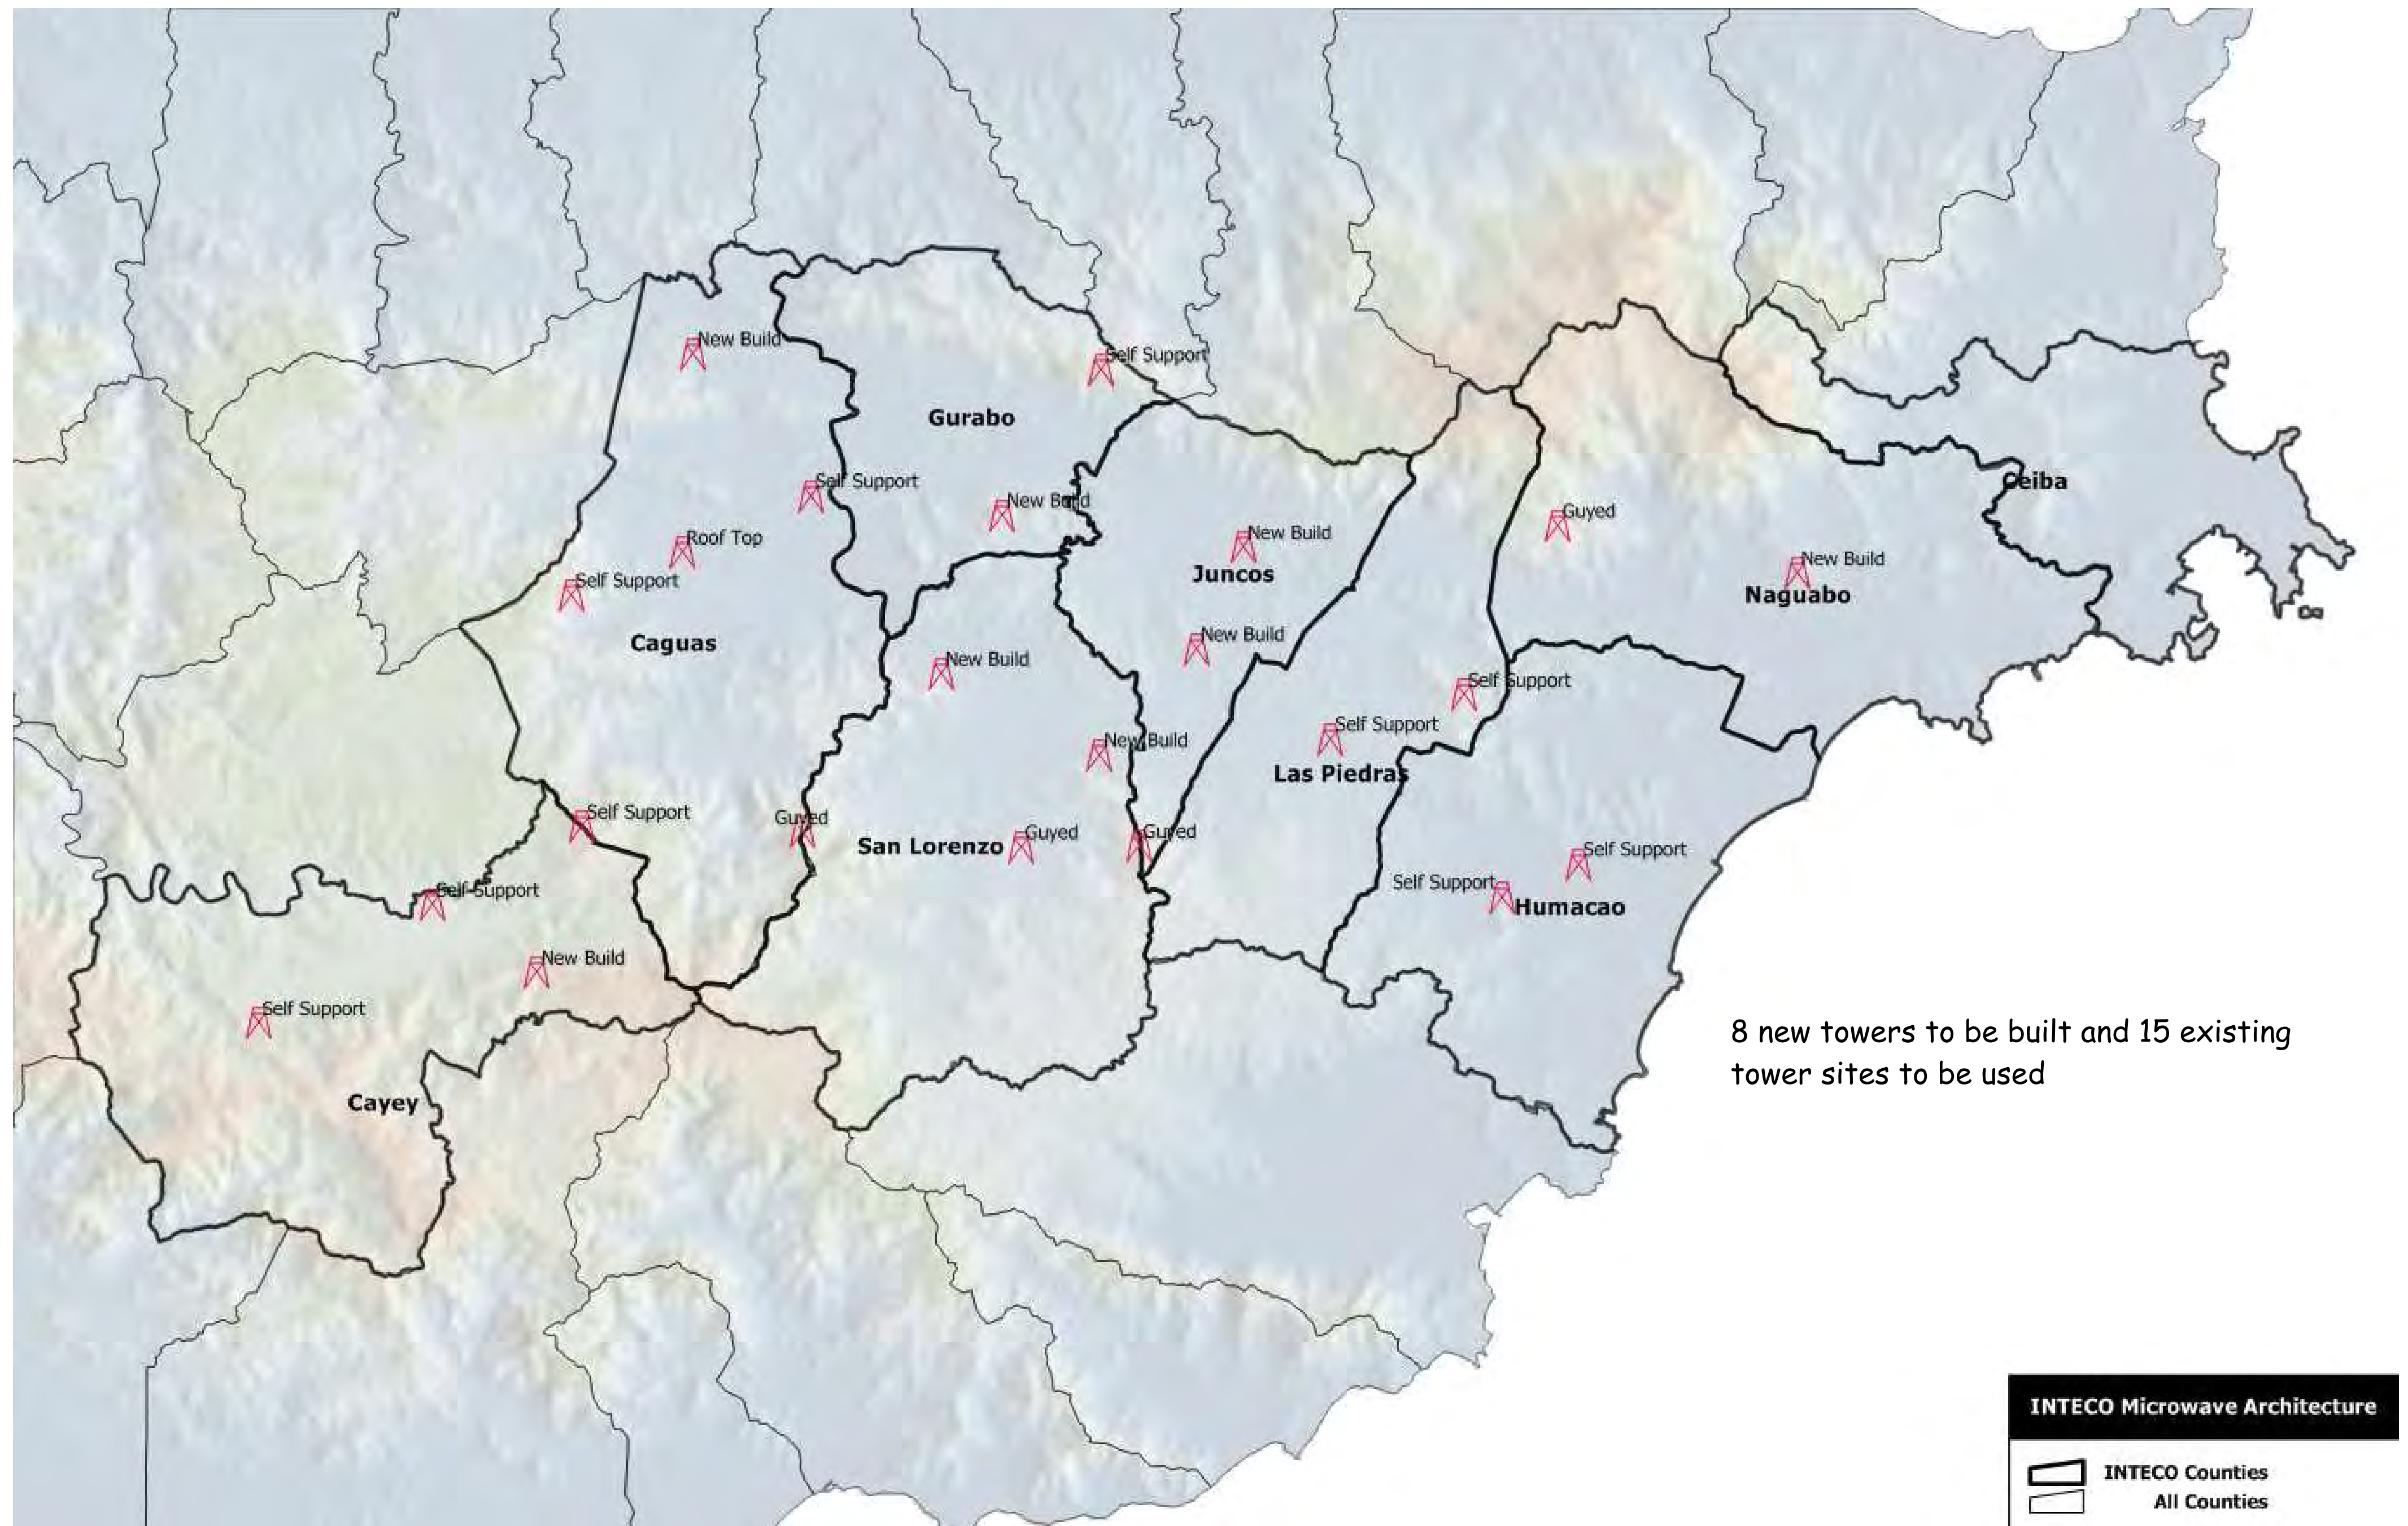 New Build
Self Support
Gurabo
Self Support
New Build
Guyed
Ceiba
New Build
Roof Top
Juncos
New Build
Self Support
Naguabo
Caguas
New Build
New Build
Self Support
Self Support
New Build
Las Piedras
Self Support
Guyed
San Lorenzo
Guyed
Guyed
Self Support
Self Support
Humacao
Self Support
New Build
Self Support
8 new towers to be built and 15 existing
tower sites to be used
Cayey
INTECO Microwave Architecture
INTECO Counties
All Counties